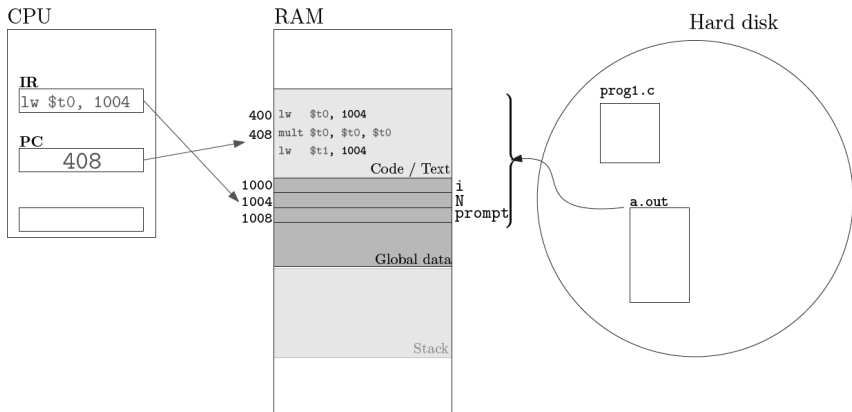 CPU
IR
lw $t0, 1004
PC
408
RAM
400 lw $t0, 1004
408 mult $t0, $t0, $t0
lw $t1, 1004
Code / Text
1000 i
1004 N
1008 prompt
Global data
Stack
Hard disk
prog1.c
a.out